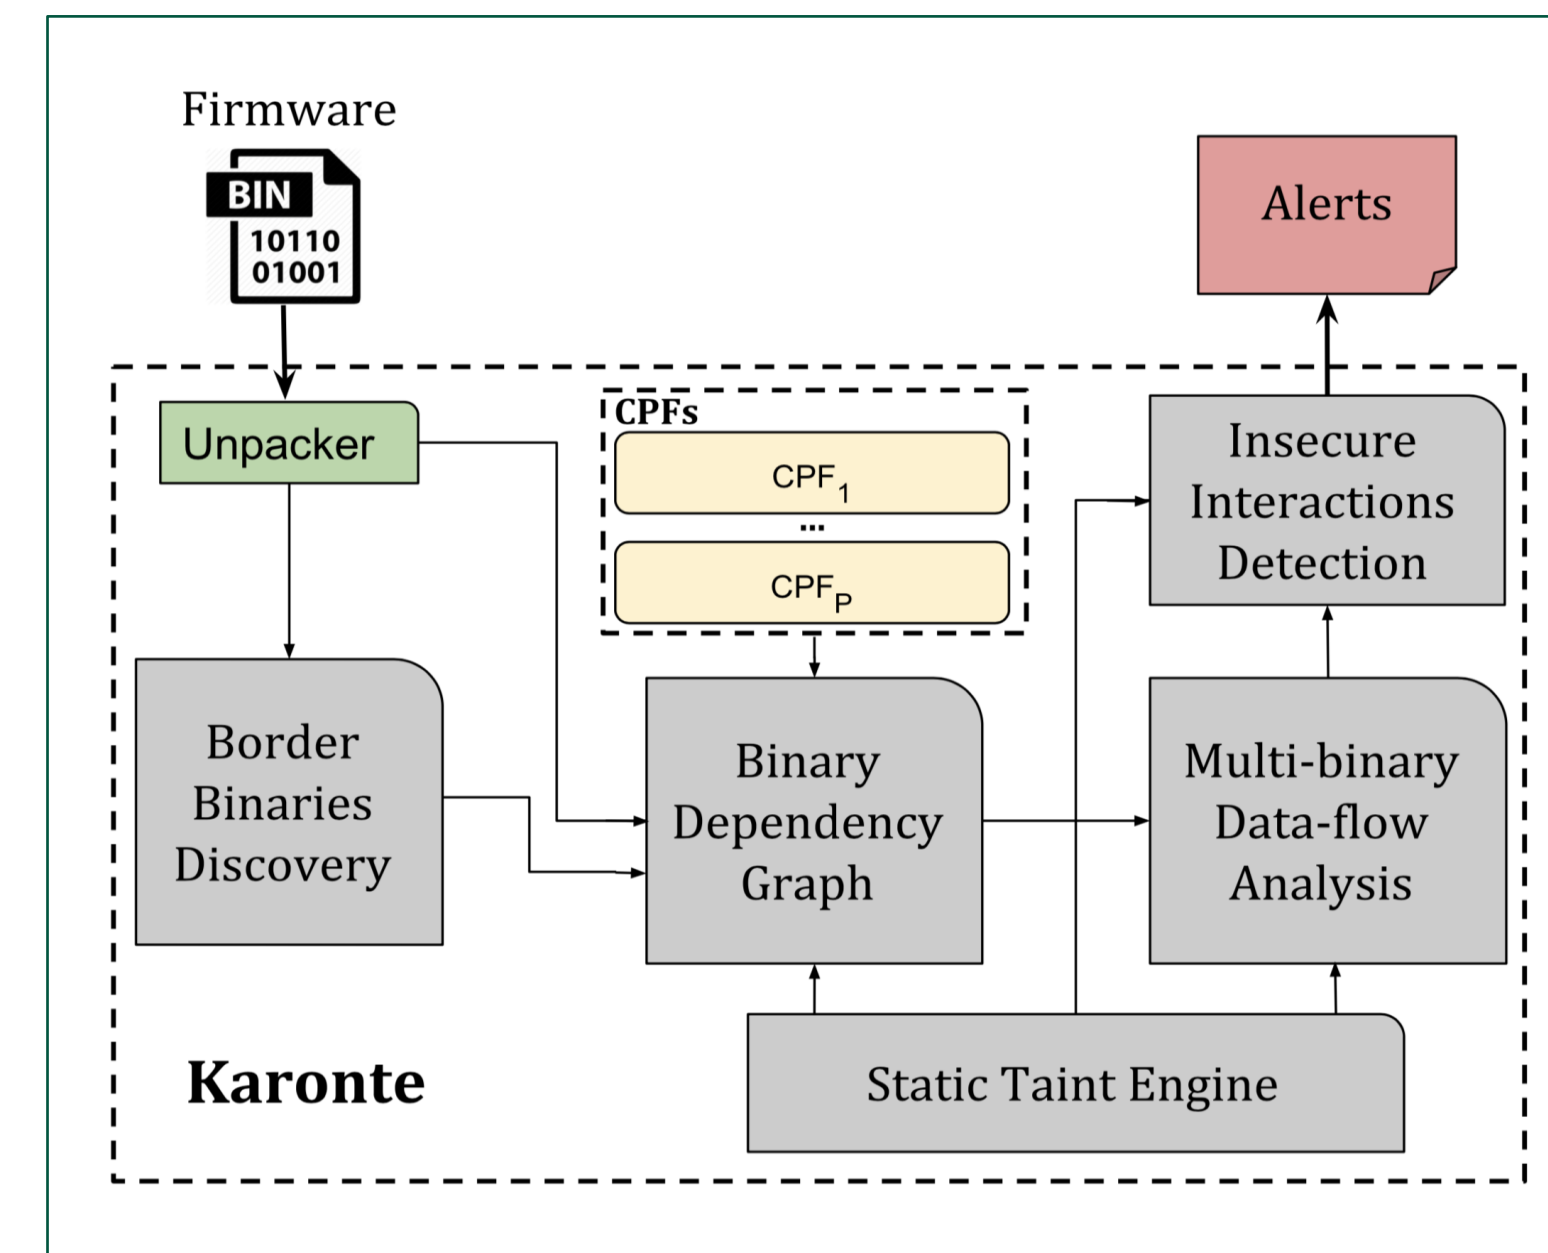 Firmware
BIN
10110
01001
Alerts
Unpacker
CPFs
CPF1
...
CPFP
Insecure
Interactions
Detection
Border
Binaries
Discovery
Binary
Dependency
Graph
Multi-binary
Data-flow
Analysis
Karonte
Static Taint Engine